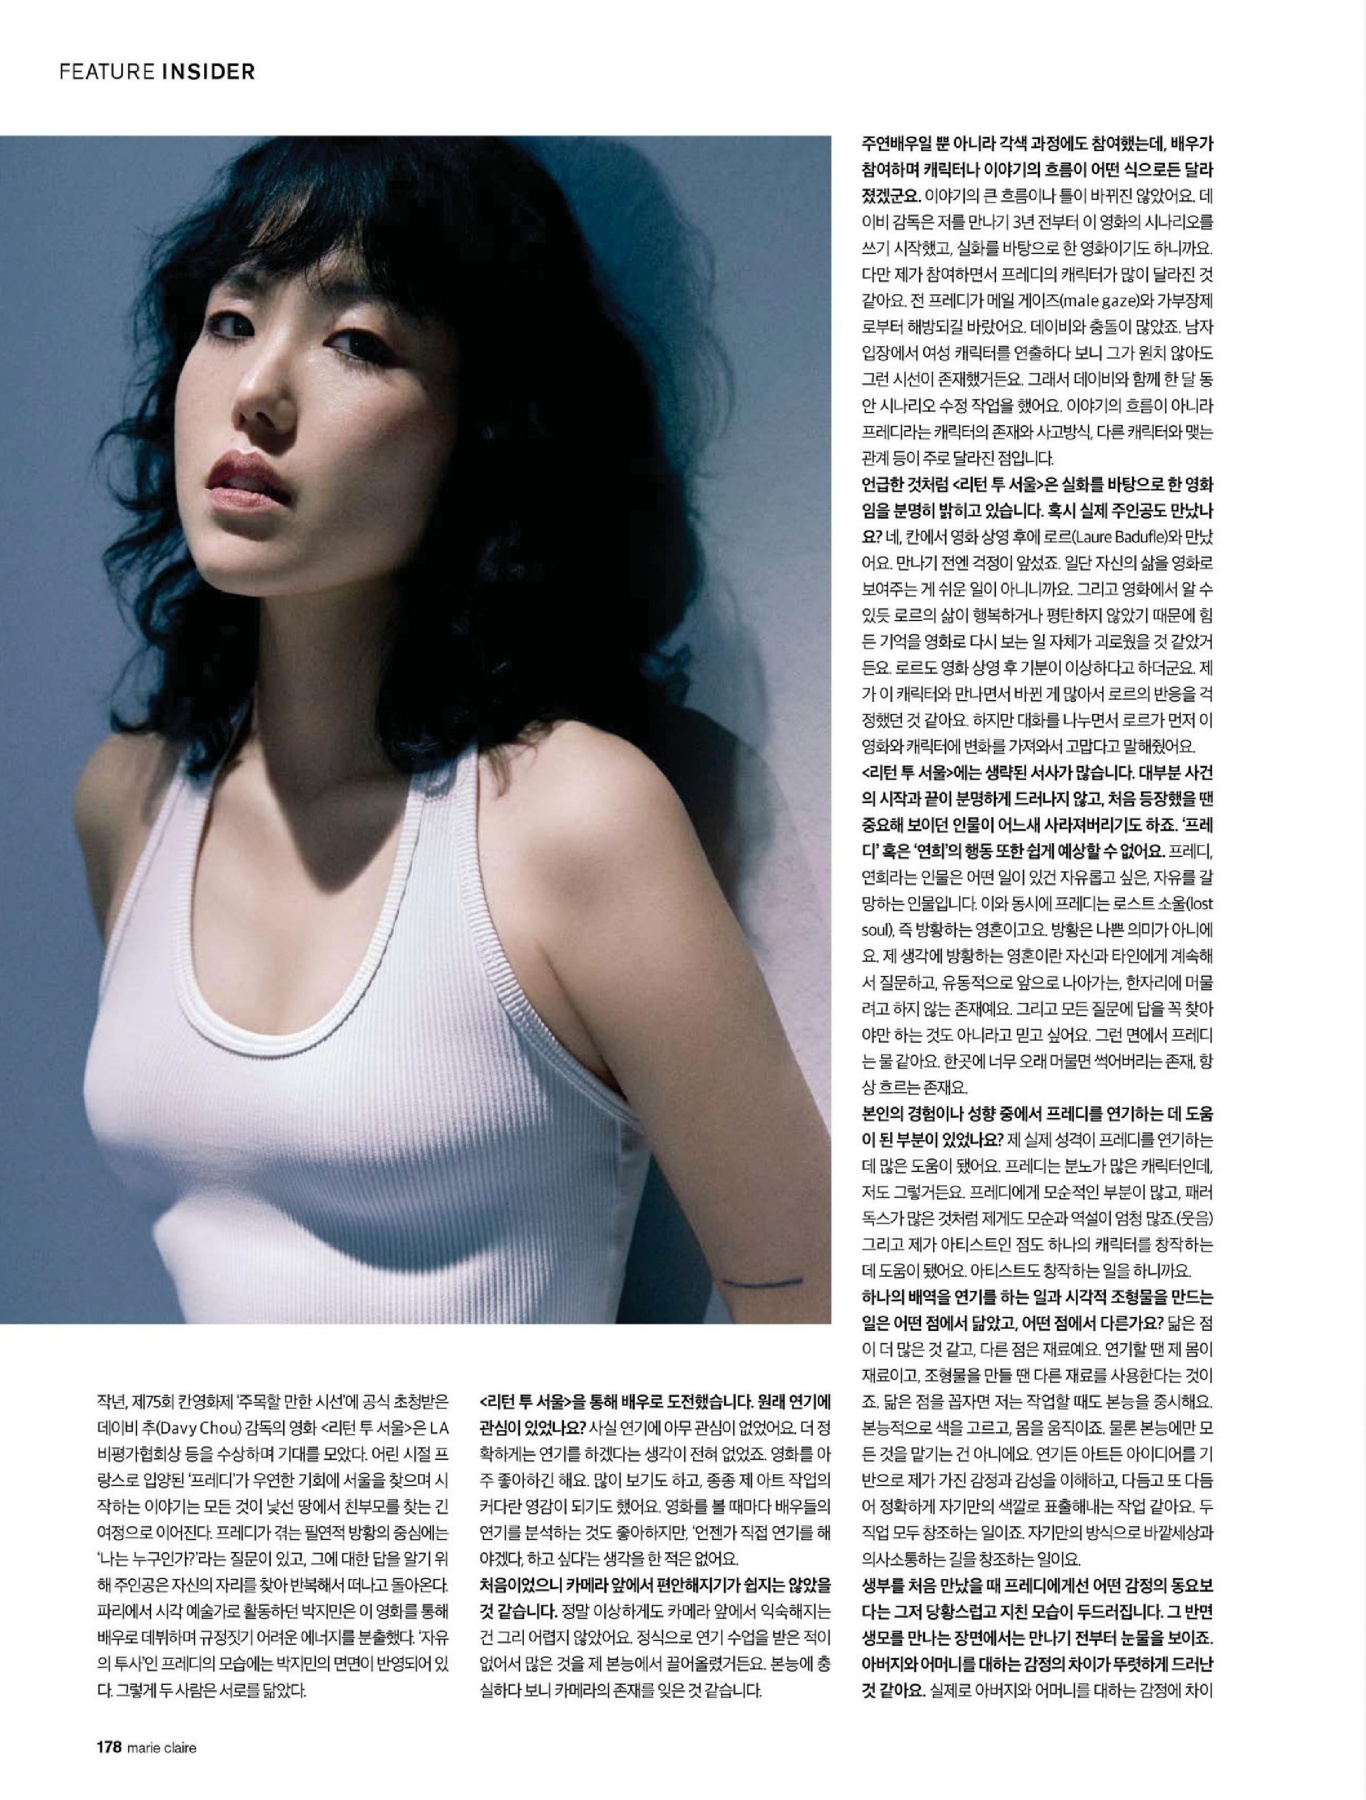 FEATURE INSIDER
작년, 제75회 칸영화제 '주목할 만한 시선'에 공식 초청받은
데이비 추(Davy Chou) 감독의 영화 <리턴 투 서울>은 LA
비평가협회상 등을 수상하며 기대를 모았다. 어린 시절 프
랑스로 입양된 '프레디'가 우연한 기회에 서울을 찾으며 시
작하는 이야기는 모든 것이 낯선 땅에서 친부모를 찾는 긴
여정으로 이어진다. 프레디가 겪는 필연적 방황의 중심에는
'나는 누구인가?'라는 질문이 있고, 그에 대한 답을 알기 위
해 주인공은 자신의 자리를 찾아 반복해서 떠나고 돌아온다.
파리에서 시각 예술가로 활동하던 박지민은 이 영화를 통해
배우로 데뷔하며 규정짓기 어려운 에너지를 분출했다. '자유
의 투사'인 프레디의 모습에는 박지민의 면면이 반영되어 있
다. 그렇게 두 사람은 서로를 닮았다.
<리턴 투 서울>을 통해 배우로 도전했습니다. 원래 연기에
관심이 있었나요? 사실 연기에 아무 관심이 없었어요. 더 정
확하게는 연기를 하겠다는 생각이 전혀 없었죠. 영화를 아
주 좋아하긴 해요. 많이 보기도 하고, 종종 제 아트 작업의
커다란 영감이 되기도 했어요. 영화를 볼 때마다 배우들의
연기를 분석하는 것도 좋아하지만, '언젠가 직접 연기를 해
야겠다, 하고 싶다'는 생각을 한 적은 없어요.
처음이었으니 카메라 앞에서 편안해지기가 쉽지는 않았을
것 같습니다. 정말 이상하게도 카메라 앞에서 익숙해지는
건 그리 어렵지 않았어요. 정식으로 연기 수업을 받은 적이
없어서 많은 것을 제 본능에서 끌어올렸거든요. 본능에 충
실하다 보니 카메라의 존재를 잊은 것 같습니다.
주연배우일 뿐 아니라 각색 과정에도 참여했는데, 배우가
참여하며 캐릭터나 이야기의 흐름이 어떤 식으로든 달라
졌겠군요. 이야기의 큰 흐름이나 틀이 바뀌진 않았어요. 데
이비 감독은 저를 만나기 3년 전부터 이 영화의 시나리오를
쓰기 시작했고, 실화를 바탕으로 한 영화이기도 하니까요.
다만 제가 참여하면서 프레디의 캐릭터가 많이 달라진 것
같아요. 전 프레디가 메일 게이즈(male gaze)와 가부장제
로부터 해방되길 바랐어요. 데이비와 충돌이 많았죠. 남자
입장에서 여성 캐릭터를 연출하다 보니 그가 원치 않아도
그런 시선이 존재했거든요. 그래서 데이비와 함께 한 달 동
안 시나리오 수정 작업을 했어요. 이야기의 흐름이 아니라
프레디라는 캐릭터의 존재와 사고방식, 다른 캐릭터와 맺는
관계 등이 주로 달라진 점입니다.
언급한 것처럼 <리턴 투 서울>은 실화를 바탕으로 한 영화
임을 분명히 밝히고 있습니다. 혹시 실제 주인공도 만났나
요? 네, 칸에서 영화 상영 후에 로르(Laure Badufle)와 만났
어요. 만나기 전엔 걱정이 앞섰죠. 일단 자신의 삶을 영화로
보여주는 게 쉬운 일이 아니니까요. 그리고 영화에서 알 수
있듯 로르의 삶이 행복하거나 평탄하지 않았기 때문에 힘
든 기억을 영화로 다시 보는 일 자체가 괴로웠을 것 같았거
든요. 로르도 영화 상영 후 기분이 이상하다고 하더군요. 제
가 이 캐릭터와 만나면서 바뀐 게 많아서 로르의 반응을 걱
정했던 것 같아요. 하지만 대화를 나누면서 로르가 먼저 이
영화와 캐릭터에 변화를 가져와서 고맙다고 말해줬어요.
<리턴 투 서울>에는 생략된 서사가 많습니다. 대부분 사건
의 시작과 끝이 분명하게 드러나지 않고, 처음 등장했을 땐
중요해 보이던 인물이 어느새 사라져버리기도 하죠. '프레
디' 혹은 '연희'의 행동 또한 쉽게 예상할 수 없어요. 프레디,
연희라는 인물은 어떤 일이 있건 자유롭고 싶은, 자유를 갈
망하는 인물입니다. 이와 동시에 프레디는 로스트 소울(lost
soul), 즉 방황하는 영혼이고요. 방황은 나쁜 의미가 아니에
요. 제 생각에 방황하는 영혼이란 자신과 타인에게 계속해
서 질문하고, 유동적으로 앞으로 나아가는, 한자리에 머물
려고 하지 않는 존재예요. 그리고 모든 질문에 답을 꼭 찾아
야만 하는 것도 아니라고 믿고 싶어요. 그런 면에서 프레디
는 물 같아요. 한곳에 너무 오래 머물면 썩어버리는 존재, 항
상 흐르는 존재요.
본인의 경험이나 성향 중에서 프레디를 연기하는 데 도움
이 된 부분이 있었나요? 제 실제 성격이 프레디를 연기하는
데 많은 도움이 됐어요. 프레디는 분노가 많은 캐릭터인데,
저도 그렇거든요. 프레디에게 모순적인 부분이 많고, 패러
독스가 많은 것처럼 제게도 모순과 역설이 엄청 많죠.(웃음)
그리고 제가 아티스트인 점도 하나의 캐릭터를 창작하는
데 도움이 됐어요. 아티스트도 창작하는 일을 하니까요.
하나의 배역을 연기를 하는 일과 시각적 조형물을 만드는
일은 어떤 점에서 닮았고, 어떤 점에서 다른가요? 닮은 점
이 더 많은 것 같고, 다른 점은 재료예요. 연기할 땐 제 몸이
재료이고, 조형물을 만들 땐 다른 재료를 사용한다는 것이
죠. 닮은 점을 꼽자면 저는 작업할 때도 본능을 중시해요.
본능적으로 색을 고르고, 몸을 움직이죠. 물론 본능에만 모
든 것을 맡기는 건 아니에요. 연기든 아트든 아이디어를 기
반으로 제가 가진 감정과 감성을 이해하고, 다듬고 또 다듬
어 정확하게 자기만의 색깔로 표출해내는 작업 같아요. 두
직업 모두 창조하는 일이죠. 자기만의 방식으로 바깥세상과
의사소통하는 길을 창조하는 일이요.
생부를 처음 만났을 때 프레디에게선 어떤 감정의 동요보
다는 그저 당황스럽고 지친 모습이 두드러집니다. 그 반면
생모를 만나는 장면에서는 만나기 전부터 눈물을 보이죠.
아버지와 어머니를 대하는 감정의 차이가 뚜렷하게 드러난
것 같아요. 실제로 아버지와 어머니를 대하는 감정에 차이
178 marie claire